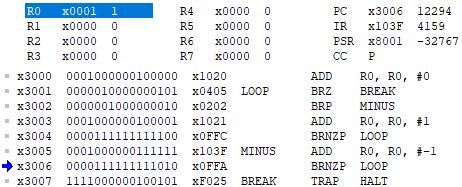 R0 x0001 1 R4 x0000 0 PC x3006 12294
R1 x0000 0 R5 x0000 0 IR x103F 4159
R2 x0000 0 R6 x0000 0 PSR x8001 -32767
R3 x0000 0 R7 x0000 0 CC P
x3000 0001000000100000 x1020 ADD R0, R0, #0
x3001 0000010000000101 x0405 LOOP BRZ BREAK
x3002 0000001000000010 x0202 BRP MINUS
x3003 0001000000100001 x1021 ADD R0, R0, #1
x3004 0000111111111100 x0FFC BRNZP LOOP
x3005 0001000000111111 x103F MINUS ADD R0, R0, #-1
x3006 0000111111111010 x0FFA BRNZP LOOP
x3007 1111000000100101 xF025 BREAK TRAP HALT